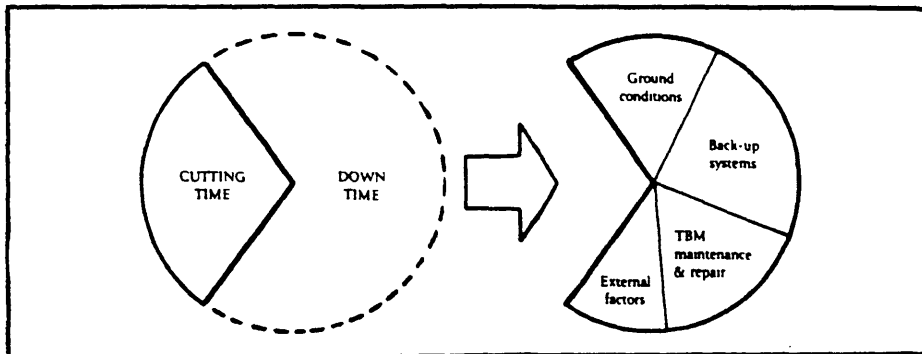 CUTTING
TIME
DOWN
TIME
Ground
conditions
Back-up
systems
TBM
maintenance
& repair
External
factors